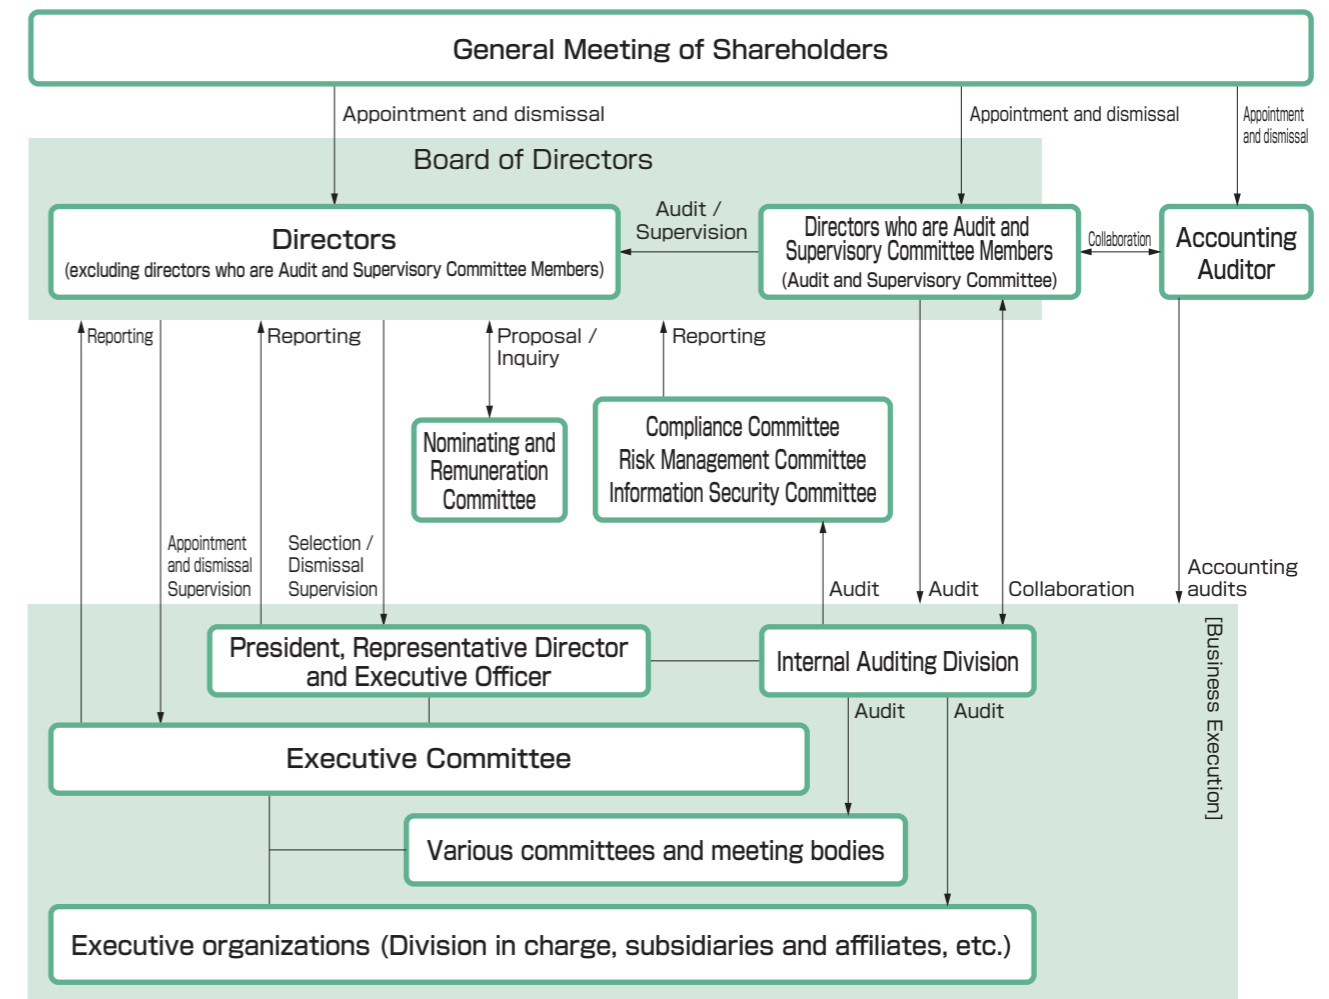 General Meeting of Shareholders
Appointment and dismissal
Appointment and dismissal
Appointment
and dismissal
Board of Directors
Directors
(excluding directors who are Audit and Supervisory Committee Members)
Audit /
Supervision
Directors who are Audit and
Supervisory Committee Members
(Audit and Supervisory Committee)
Collaboration
Accounting
Auditor
Reporting
Reporting
Proposal /
Inquiry
Reporting
Nominating and
Remuneration
Committee
Compliance Committee
Risk Management Committee
Information Security Committee
Appointment
and dismissal
Supervision
Selection /
Dismissal
Supervision
Audit
Audit
Collaboration
Accounting
audits
[Business Execution]
President, Representative Director
and Executive Officer
Internal Auditing Division
Audit
Audit
Executive Committee
Various committees and meeting bodies
Executive organizations (Division in charge, subsidiaries and affiliates, etc.)